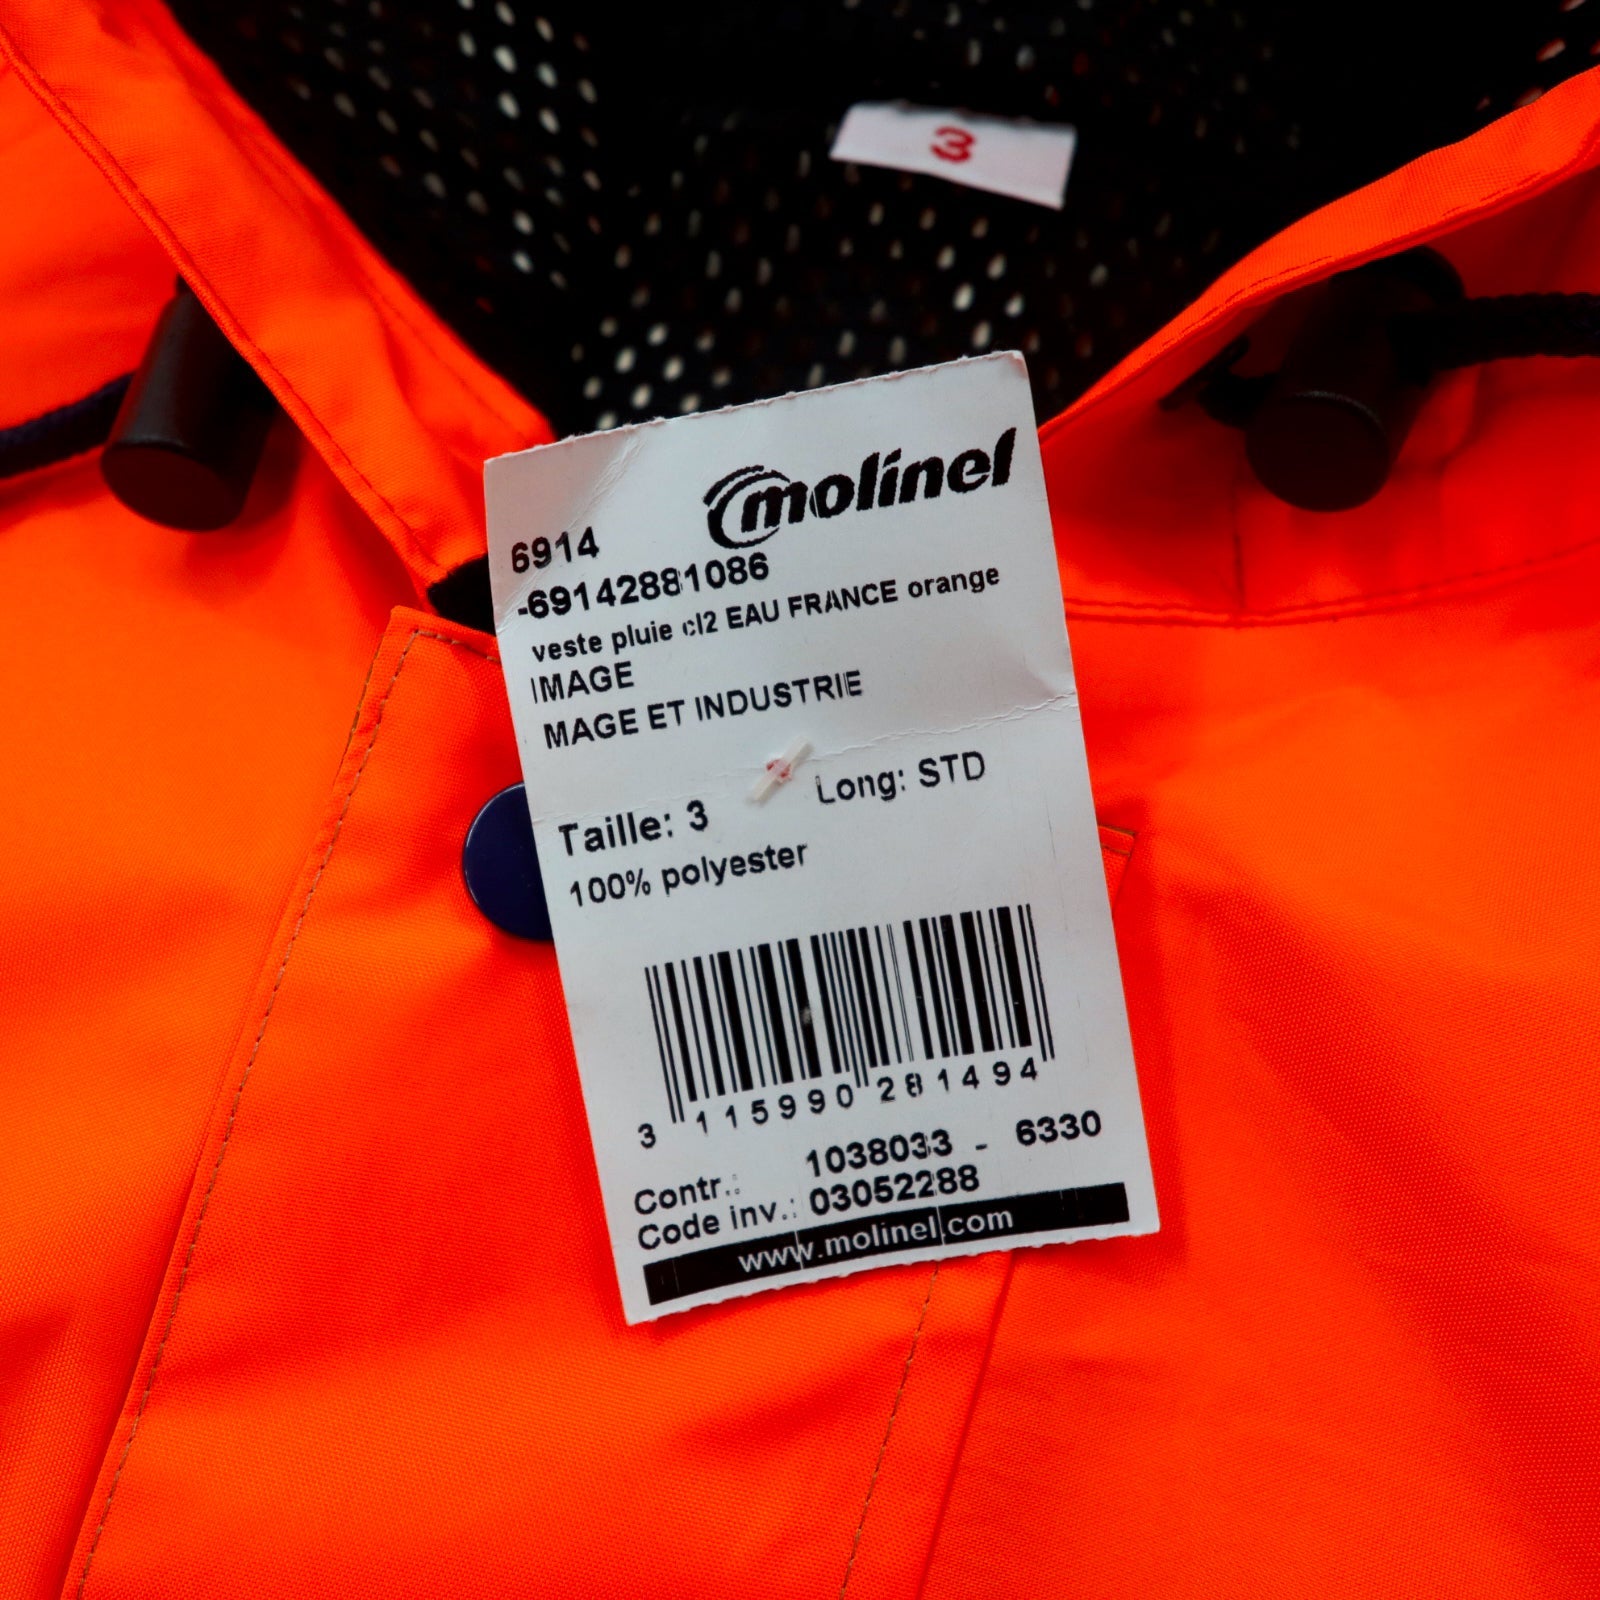 3
molinel
6914
-69142881086
veste pluie cl2 EAU FRANCE orange
IMAGE
MAGE ET INDUSTRIE
Taille: 3 Long: STD
100% polyester
3 115990 281494
Contr.: 1038033 - 6330
Code inv.: 03052288
www.molinel.com